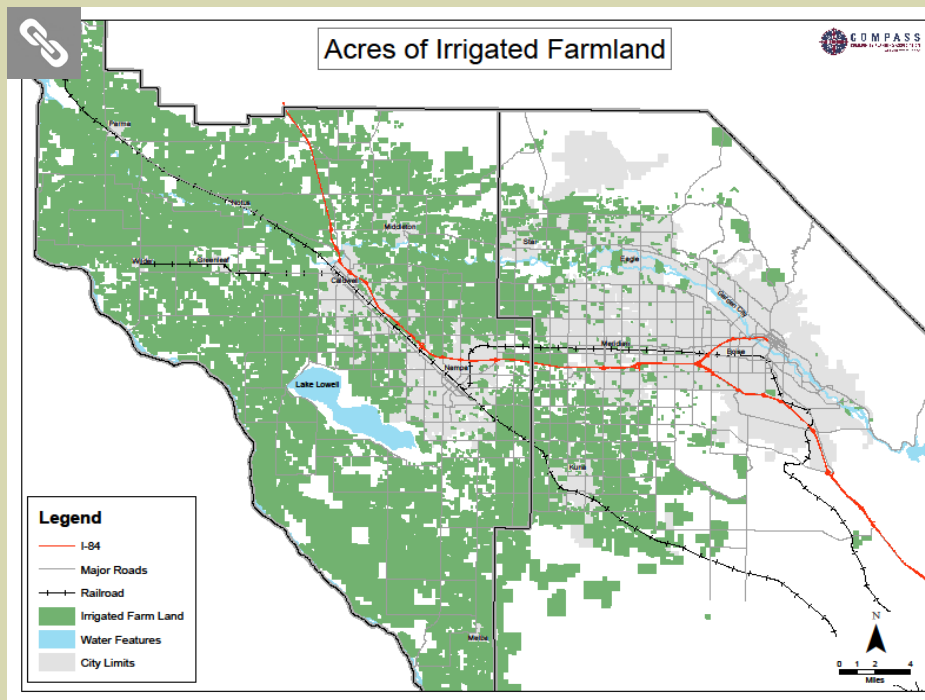 Acres of Irrigated Farmland
COMPASS
Parma
Notus
Middleton
Star
Eagle
Wilder
Greenleaf
Caldwell
Garden City
Meridian
Boise
Nampa
Lake Lowell
Kuna
Melba
Legend
I-84
Major Roads
Railroad
Irrigated Farm Land
Water Features
City Limits
N
0 1 2 4
Miles